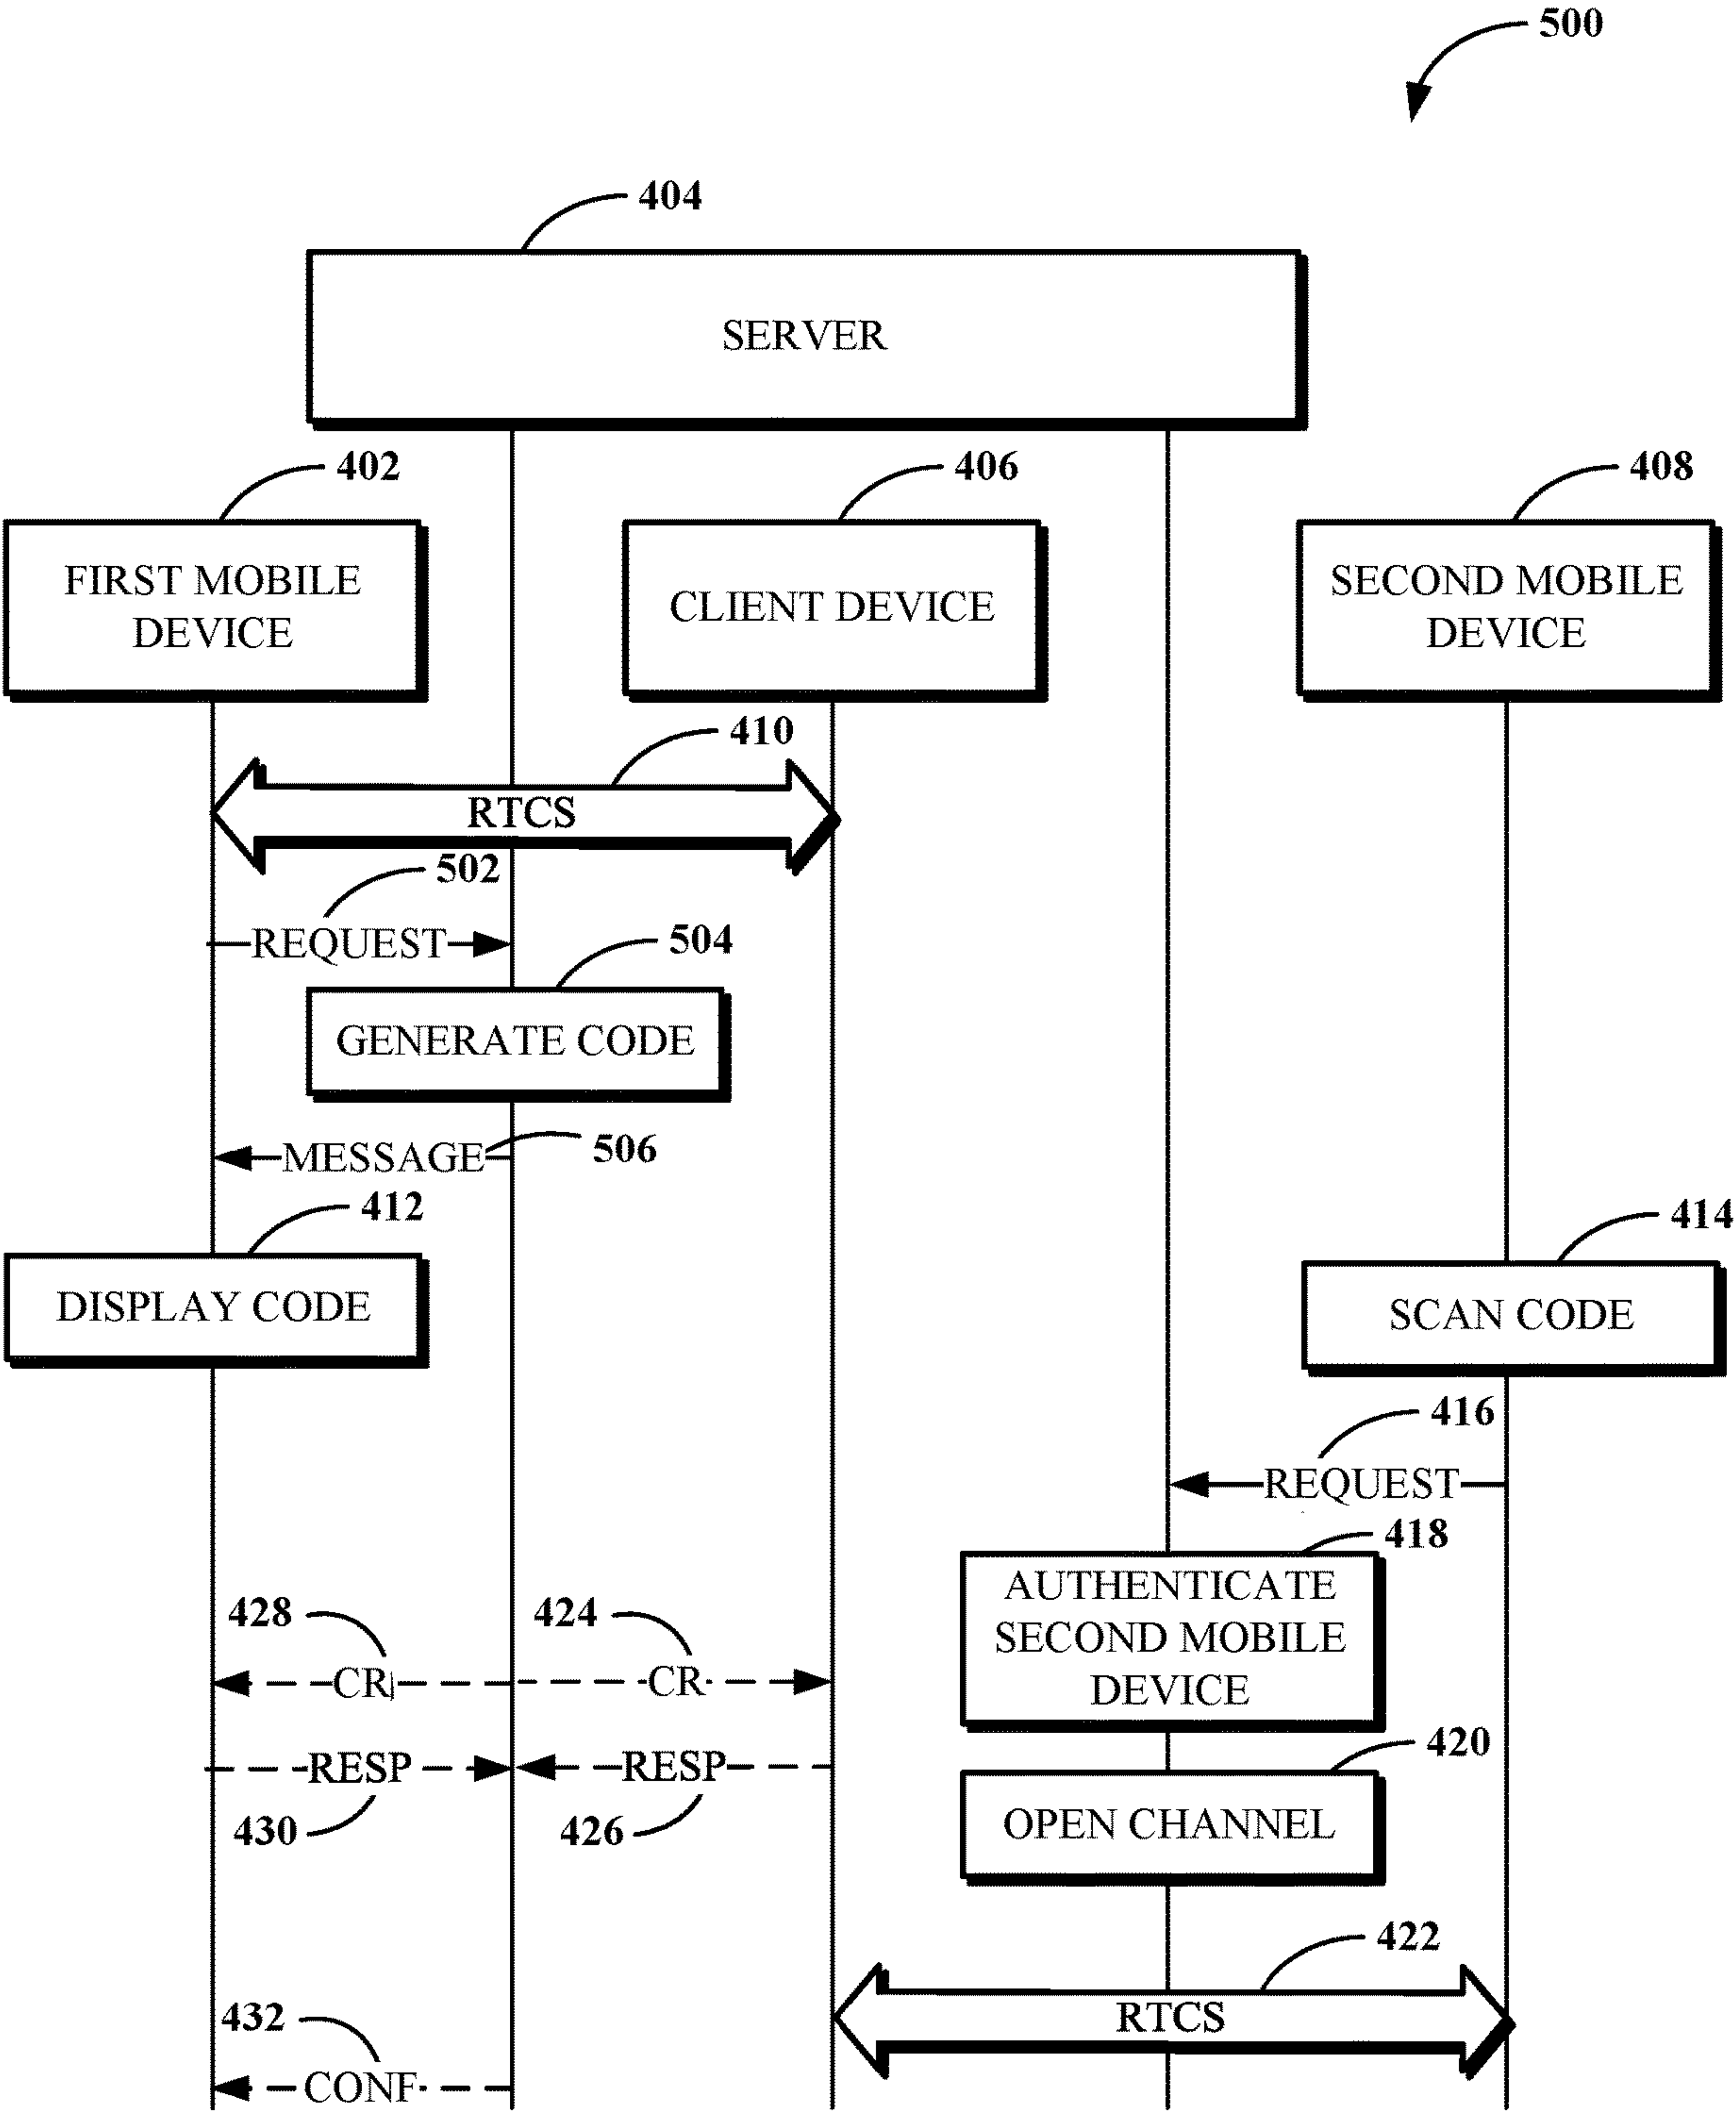 500
404
SERVER
402
406
408
FIRST MOBILE
DEVICE
CLIENT DEVICE
SECOND MOBILE
DEVICE
410
RTCS
502
REQUEST
504
GENERATE CODE
MESSAGE
506
412
414
DISPLAY CODE
SCAN CODE
416
REQUEST
418
AUTHENTICATE
SECOND MOBILE
DEVICE
428
424
CR
CR
RESP
RESP
430
426
420
OPEN CHANNEL
422
RTCS
432
CONF